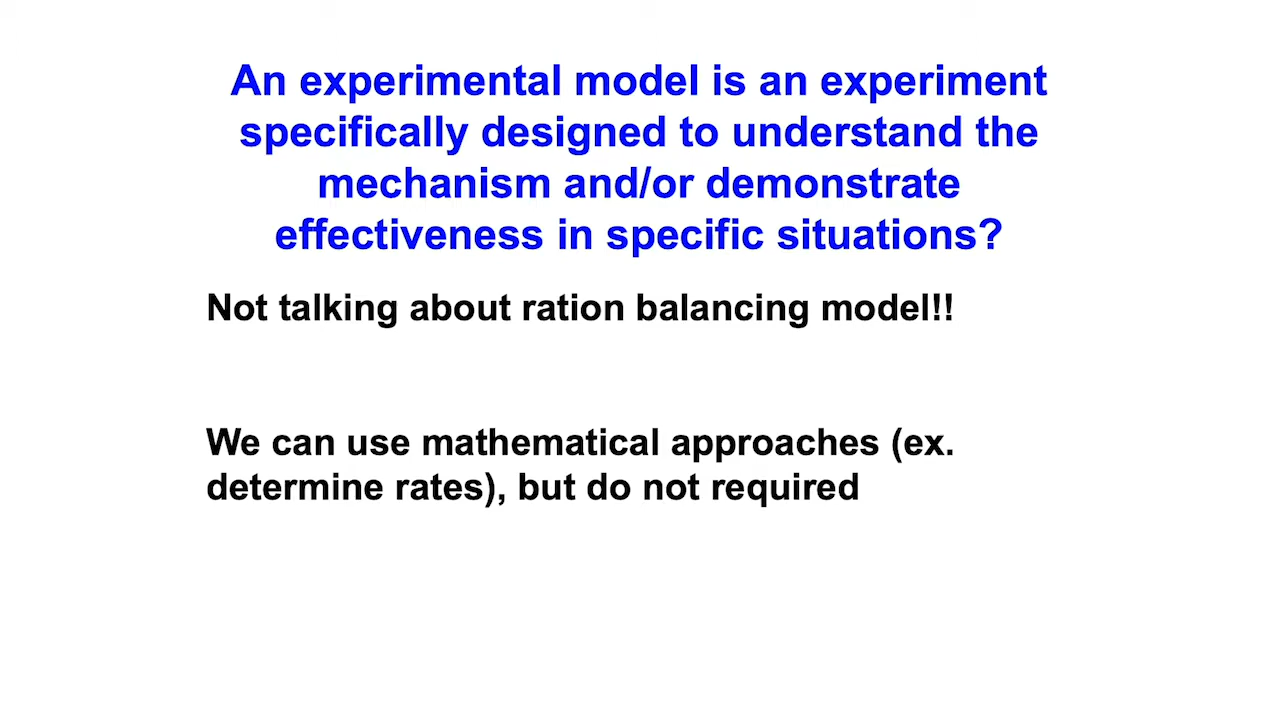 An experimental model is an experiment
specifically designed to understand the
mechanism and/or demonstrate
effectiveness in specific situations?
Not talking about ration balancing model!!
We can use mathematical approaches (ex.
determine rates), but do not required